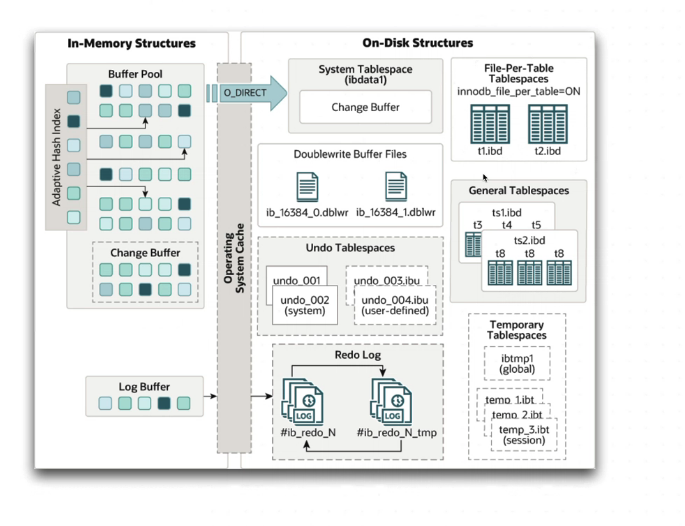 In-Memory Structures
On-Disk Structures
Buffer Pool
Adaptive Hash Index
Change Buffer
Log Buffer
Operating
System Cache
O_DIRECT
System Tablespace
(ibdata1)
Change Buffer
Doublewrite Buffer Files
ib_16384_0.dblwr
ib_16384_1.dblwr
Undo Tablespaces
undo_001
undo_002
(system)
undo_003.ibu
undo_004.ibu
(user-defined)
Redo Log
LOG
LOG
#ib_redo_N
#ib_redo_N_tmp
File-Per-Table
Tablespaces
innodb_file_per_table=ON
t1.ibd
t2.ibd
General Tablespaces
ts1.ibd
t3 t4 t5
ts2.ibd
t8 t8 t8
Temporary
Tablespaces
ibtmp1
(global)
temp_1.ibt
temp_2.ibt
temp_3.ibt
(session)